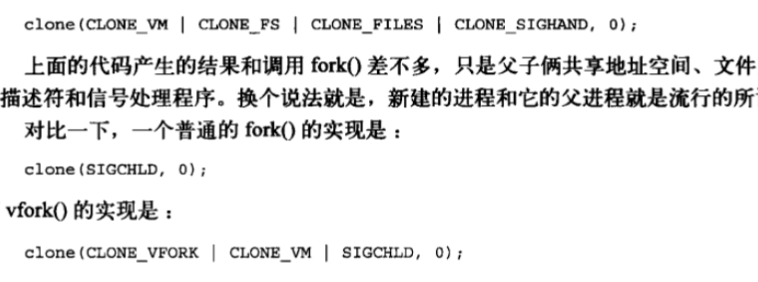 clone(CLONE_VM | CLONE_FS | CLONE_FILES | CLONE_SIGHAND, 0);
上面的代码产生的结果和调用 fork() 差不多，只是父子俩共享地址空间、文件
描述符和信号处理程序。换个说法就是，新建的进程和它的父进程就是流行的所
对比一下，一个普通的 fork() 的实现是：
clone(SIGCHLD, 0);
vfork() 的实现是：
clone(CLONE_VFORK | CLONE_VM | SIGCHLD, 0);